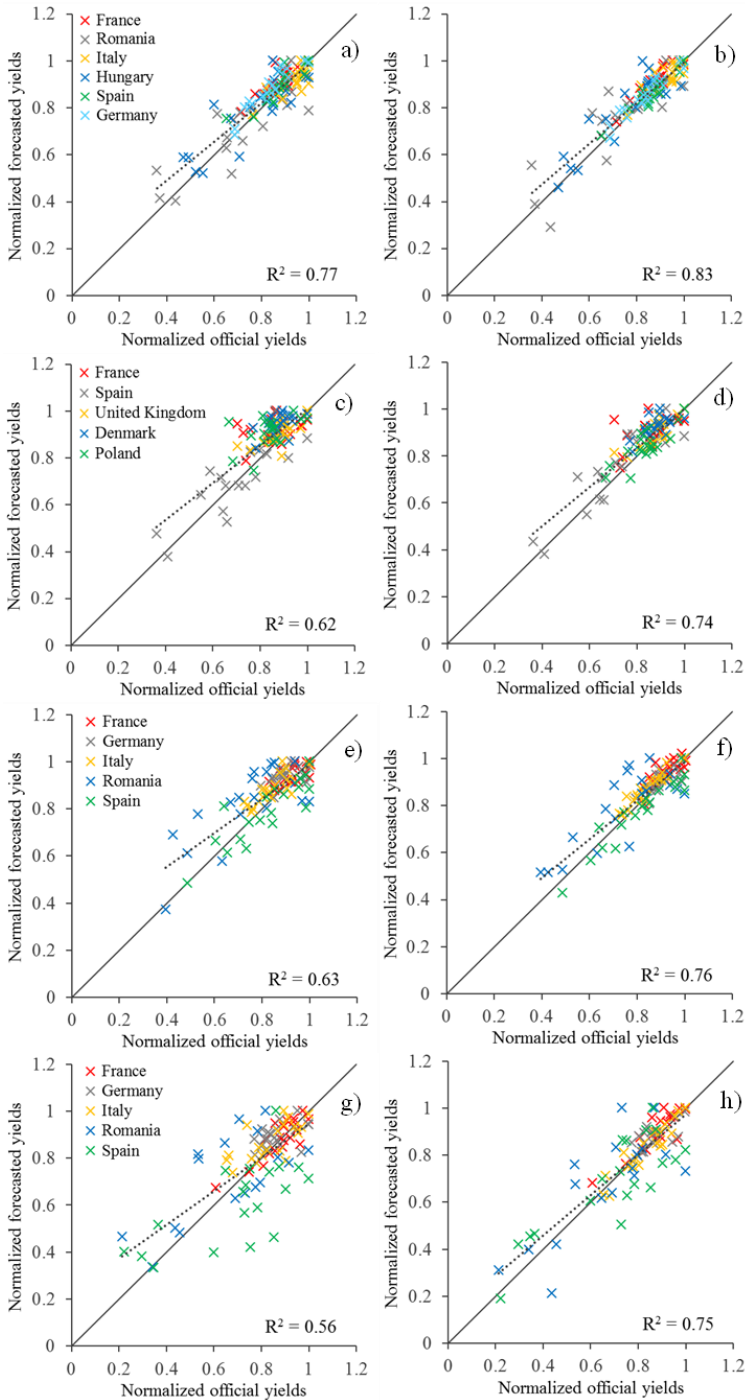 1.2
1
0.8
0.6
0.4
0.2
0
Normalized forecasted yields
France
Romania
Italy
Hungary
Spain
Germany
a)
R² = 0.77
0 0.2 0.4 0.6 0.8 1 1.2
Normalized official yields
1.2
1
0.8
0.6
0.4
0.2
0
Normalized forecasted yields
b)
R² = 0.83
0 0.2 0.4 0.6 0.8 1 1.2
Normalized official yields
1.2
1
0.8
0.6
0.4
0.2
0
Normalized forecasted yields
France
Spain
United Kingdom
Denmark
Poland
c)
R² = 0.62
0 0.2 0.4 0.6 0.8 1 1.2
Normalized official yields
1.2
1
0.8
0.6
0.4
0.2
0
Normalized forecasted yields
d)
R² = 0.74
0 0.2 0.4 0.6 0.8 1 1.2
Normalized official yields
1.2
1
0.8
0.6
0.4
0.2
0
Normalized forecasted yields
France
Germany
Italy
Romania
Spain
e)
R² = 0.63
0 0.2 0.4 0.6 0.8 1 1.2
Normalized official yields
1.2
1
0.8
0.6
0.4
0.2
0
Normalized forecasted yields
f)
R² = 0.76
0 0.2 0.4 0.6 0.8 1 1.2
Normalized official yields
1.2
1
0.8
0.6
0.4
0.2
0
Normalized forecasted yields
France
Germany
Italy
Romania
Spain
g)
R² = 0.56
0 0.2 0.4 0.6 0.8 1 1.2
Normalized official yields
1.2
1
0.8
0.6
0.4
0.2
0
Normalized forecasted yields
h)
R² = 0.75
0 0.2 0.4 0.6 0.8 1 1.2
Normalized official yields